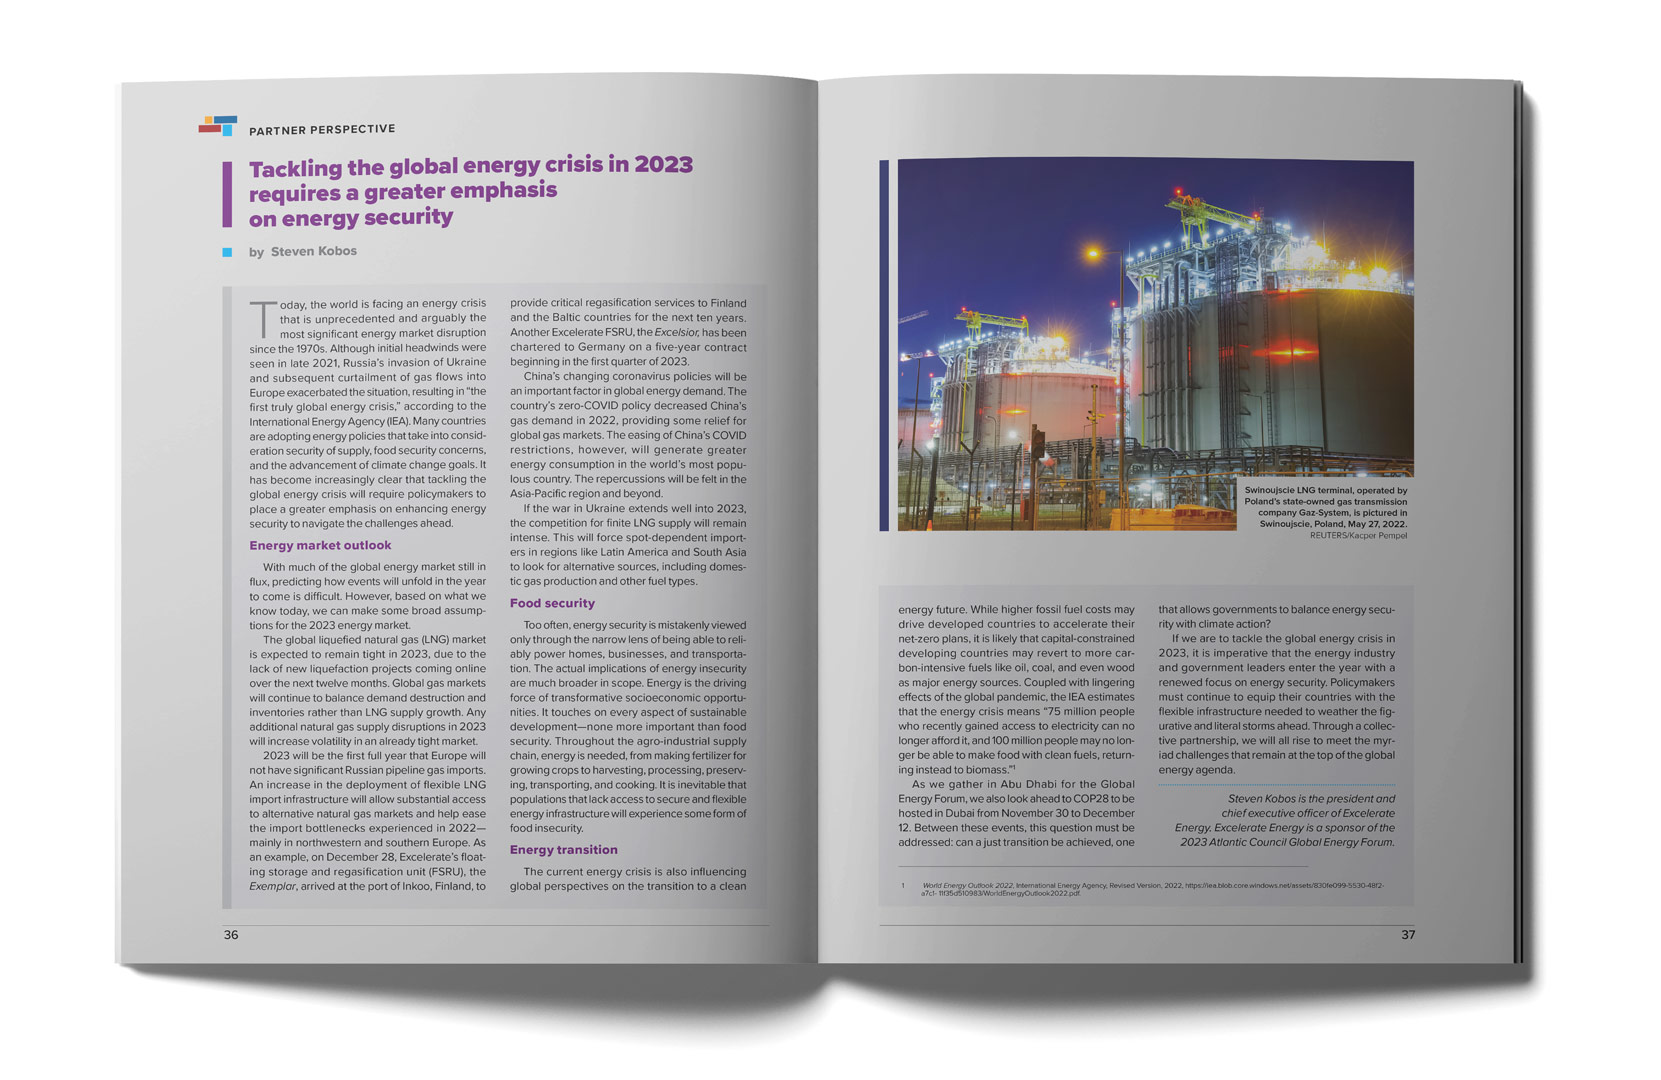 PARTNER PERSPECTIVE
Tackling the global energy crisis in 2023
requires a greater emphasis
on energy security
by Steven Kobos
Today, the world is facing an energy crisis
that is unprecedented and arguably the
most significant energy market disruption
since the 1970s. Although initial headwinds were
seen in late 2021, Russia's invasion of Ukraine
and subsequent curtailment of gas flows into
Europe exacerbated the situation, resulting in "the
first truly global energy crisis," according to the
International Energy Agency (IEA). Many countries
are adopting energy policies that take into consid-
eration security of supply, food security concerns,
and the advancement of climate change goals. It
has become increasingly clear that tackling the
global energy crisis will require policymakers to
place a greater emphasis on enhancing energy
security to navigate the challenges ahead.
Energy market outlook
With much of the global energy market still in
flux, predicting how events will unfold in the year
to come is difficult. However, based on what we
know today, we can make some broad assump-
tions for the 2023 energy market.
The global liquefied natural gas (LNG) market
is expected to remain tight in 2023, due to the
lack of new liquefaction projects coming online
over the next twelve months. Global gas markets
will continue to balance demand destruction and
inventories rather than LNG supply growth. Any
additional natural gas supply disruptions in 2023
will increase volatility in an already tight market.
2023 will be the first full year that Europe will
not have significant Russian pipeline gas imports.
An increase in the deployment of flexible LNG
import infrastructure will allow substantial access
to alternative natural gas markets and help ease
the import bottlenecks experienced in 2022—
mainly in northwestern and southern Europe. As
an example, on December 28, Excelerate's float-
ing storage and regasification unit (FSRU), the
Exemplar, arrived at the port of Inkoo, Finland, to
provide critical regasification services to Finland
and the Baltic countries for the next ten years.
Another Excelerate FSRU, the Excelsior, has been
chartered to Germany on a five-year contract
beginning in the first quarter of 2023.
China's changing coronavirus policies will be
an important factor in global energy demand. The
country's zero-COVID policy decreased China's
gas demand in 2022, providing some relief for
global gas markets. The easing of China's COVID
restrictions, however, will generate greater
energy consumption in the world's most popu-
lous country. The repercussions will be felt in the
Asia-Pacific region and beyond.
If the war in Ukraine extends well into 2023,
the competition for finite LNG supply will remain
intense. This will force spot-dependent import-
ers in regions like Latin America and South Asia
to look for alternative sources, including domes-
tic gas production and other fuel types.
Food security
Too often, energy security is mistakenly viewed
only through the narrow lens of being able to reli-
ably power homes, businesses, and transporta-
tion. The actual implications of energy insecurity
are much broader in scope. Energy is the driving
force of transformative socioeconomic opportu-
nities. It touches on every aspect of sustainable
development—none more important than food
security. Throughout the agro-industrial supply
chain, energy is needed, from making fertilizer for
growing crops to harvesting, processing, preserv-
ing, transporting, and cooking. It is inevitable that
populations that lack access to secure and flexible
energy infrastructure will experience some form of
food insecurity.
Energy transition
The current energy crisis is also influencing
global perspectives on the transition to a clean
36
Swinoujscie LNG terminal, operated by
Poland's state-owned gas transmission
company Gaz-System, is pictured in
Swinoujscie, Poland, May 27, 2022.
REUTERS/Kacper Pempel
energy future. While higher fossil fuel costs may
drive developed countries to accelerate their
net-zero plans, it is likely that capital-constrained
developing countries may revert to more car-
bon-intensive fuels like oil, coal, and even wood
as major energy sources. Coupled with lingering
effects of the global pandemic, the IEA estimates
that the energy crisis means "75 million people
who recently gained access to electricity can no
longer afford it, and 100 million people may no lon-
ger be able to make food with clean fuels, return-
ing instead to biomass."1
As we gather in Abu Dhabi for the Global
Energy Forum, we also look ahead to COP28 to be
hosted in Dubai from November 30 to December
12. Between these events, this question must be
addressed: can a just transition be achieved, one
that allows governments to balance energy secu-
rity with climate action?
If we are to tackle the global energy crisis in
2023, it is imperative that the energy industry
and government leaders enter the year with a
renewed focus on energy security. Policymakers
must continue to equip their countries with the
flexible infrastructure needed to weather the fig-
urative and literal storms ahead. Through a collec-
tive partnership, we will all rise to meet the myr-
iad challenges that remain at the top of the global
energy agenda.
Steven Kobos is the president and
chief executive officer of Excelerate
Energy. Excelerate Energy is a sponsor of the
2023 Atlantic Council Global Energy Forum.
1 World Energy Outlook 2022, International Energy Agency, Revised Version, 2022, https://iea.blob.core.windows.net/assets/830fe099-5530-48f2-
a7c1- 11f35d510983/WorldEnergyOutlook2022.pdf.
37